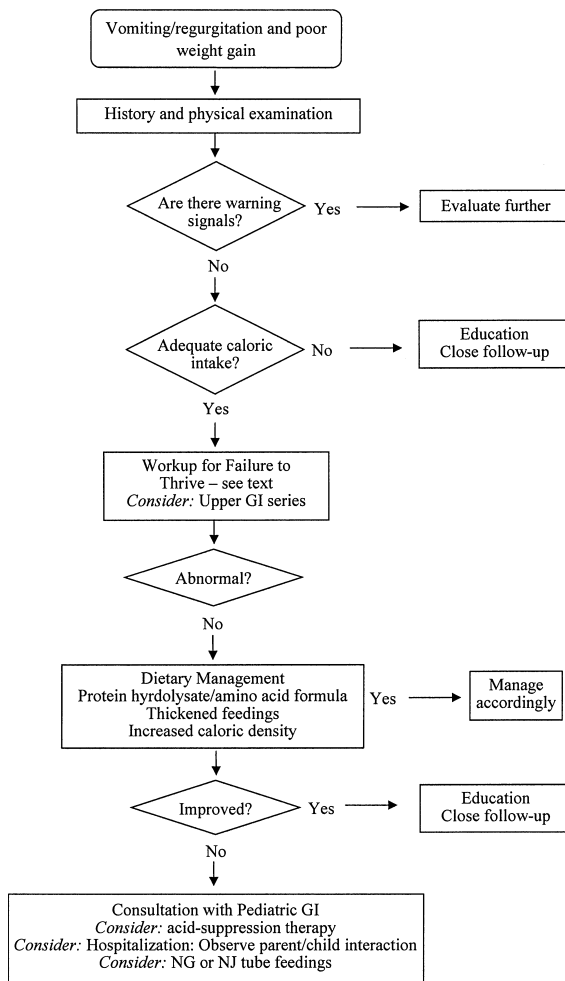 Vomiting/regurgitation and poor
weight gain
History and physical examination
Are there warning
signals?
Yes
Evaluate further
No
Adequate caloric
intake?
No
Education
Close follow-up
Yes
Workup for Failure to
Thrive – see text
Consider: Upper GI series
Abnormal?
No
Dietary Management
Protein hyrdolysate/amino acid formula
Thickened feedings
Increased caloric density
Yes
Manage
accordingly
Improved?
Yes
Education
Close follow-up
No
Consultation with Pediatric GI
Consider: acid-suppression therapy
Consider: Hospitalization: Observe parent/child interaction
Consider: NG or NJ tube feedings